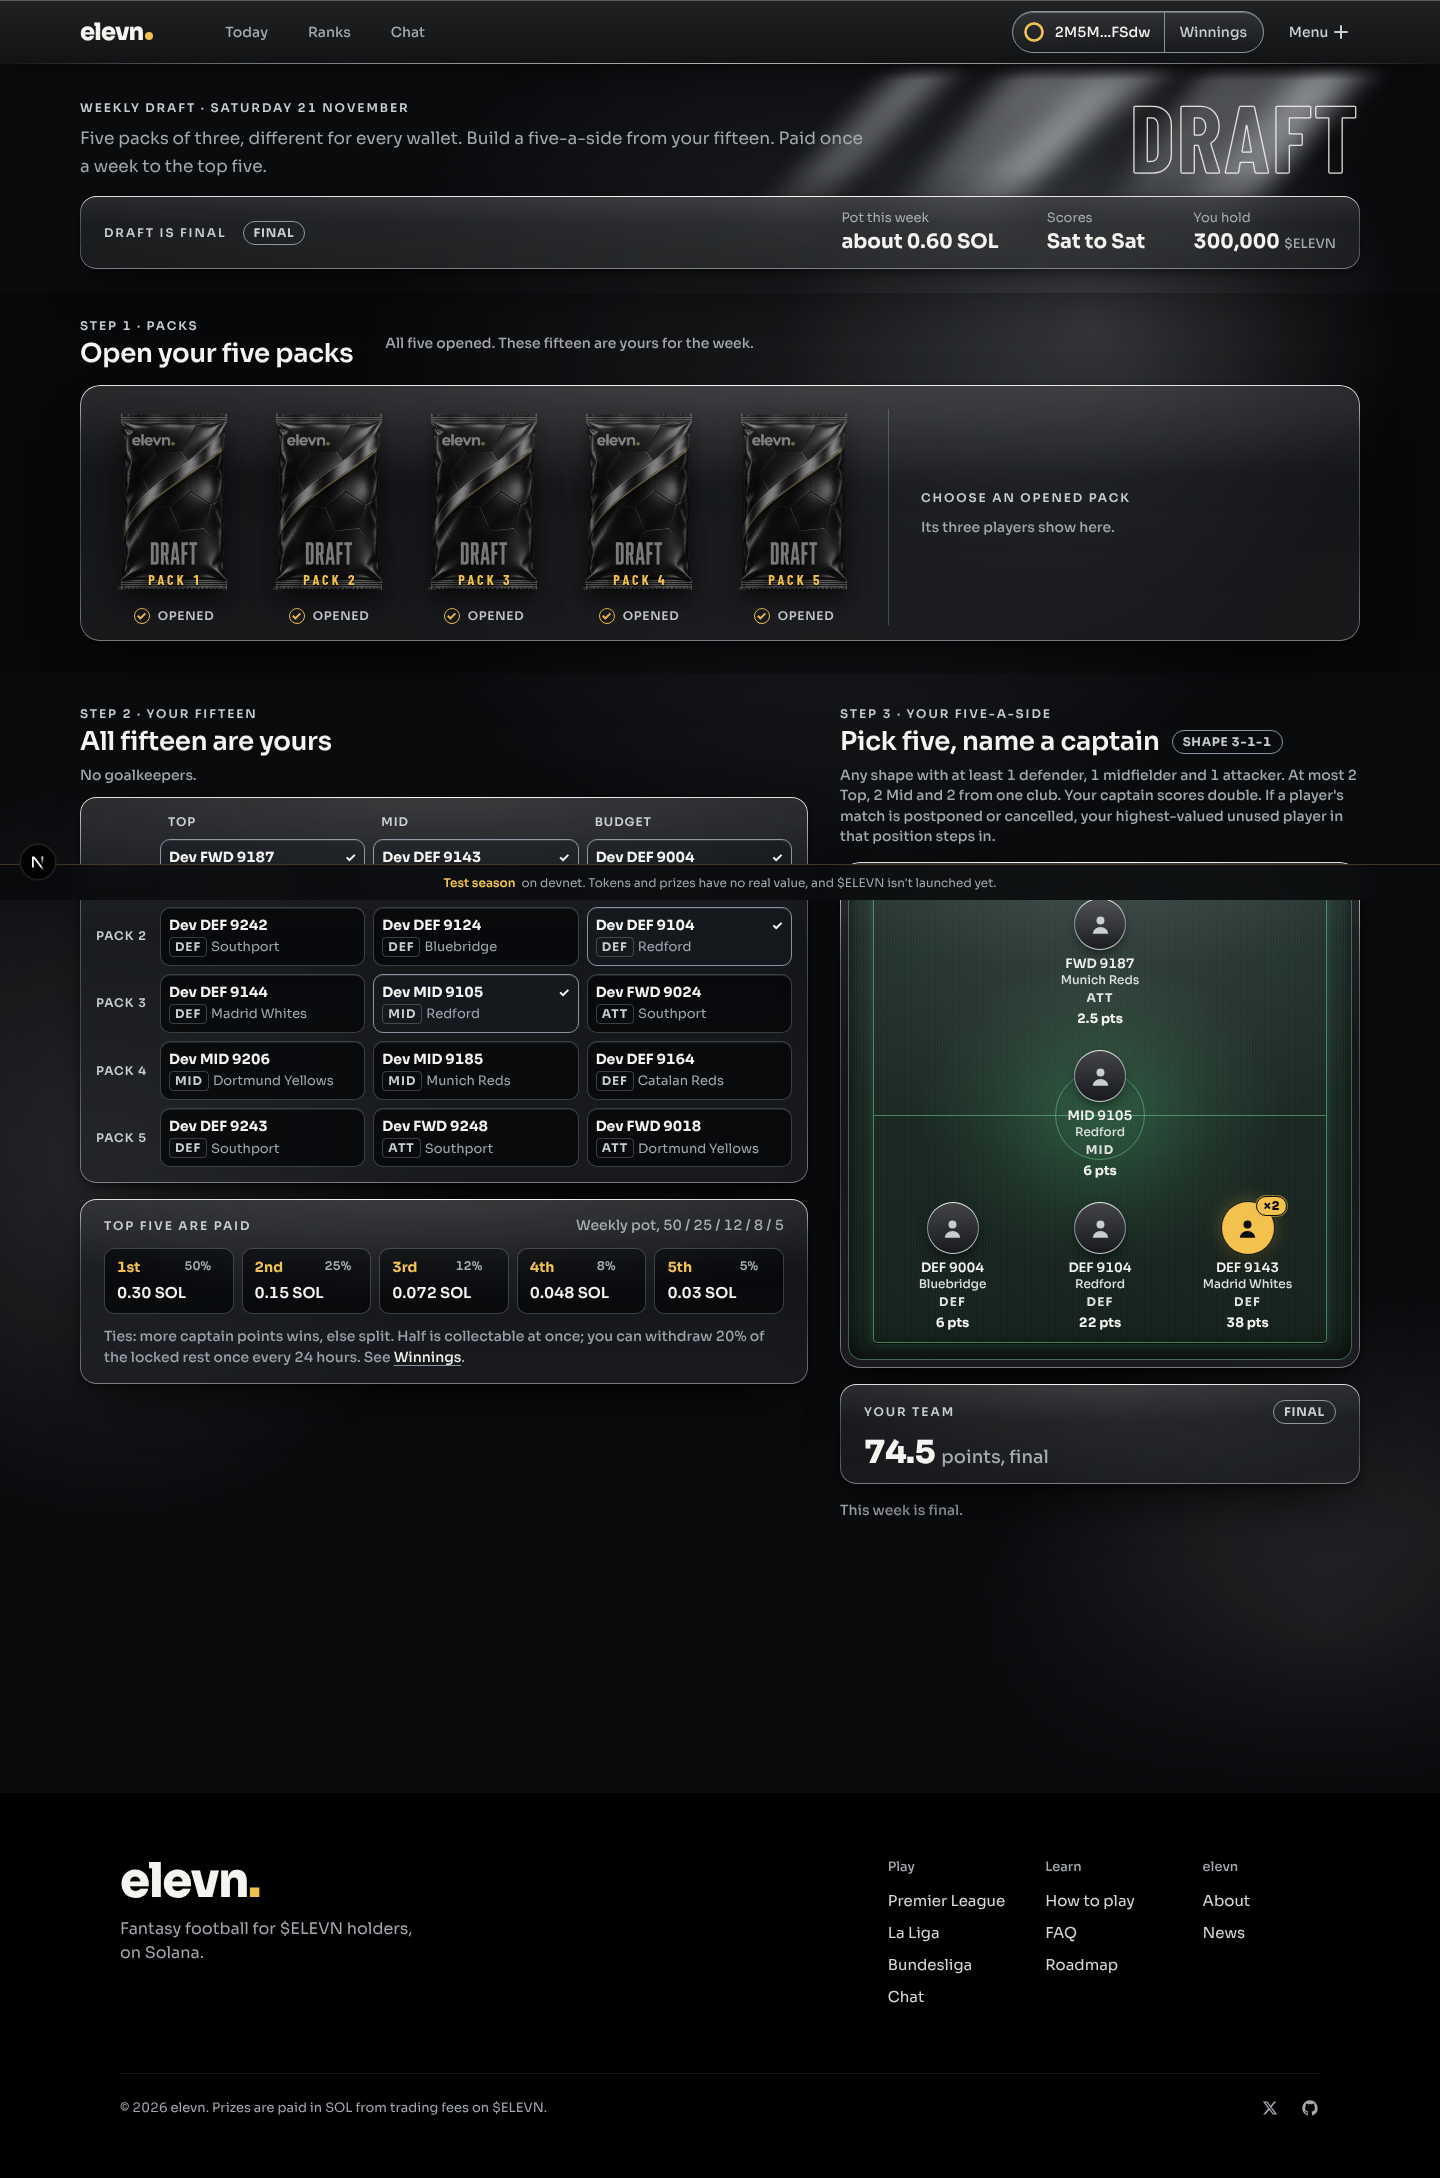 elevn.
Today
Ranks
Chat
2M5M...FSdw
Winnings
Menu
WEEKLY DRAFT · SATURDAY 21 NOVEMBER
Five packs of three, different for every wallet. Build a five-a-side from your fifteen. Paid once
a week to the top five.
DRAFT
DRAFT IS FINAL
FINAL
Pot this week
about 0.60 SOL
Scores
Sat to Sat
You hold
300,000 $ELEVN
STEP 1 · PACKS
Open your five packs
All five opened. These fifteen are yours for the week.
elevn.
DRAFT
PACK 1
OPENED
elevn.
DRAFT
PACK 2
OPENED
elevn.
DRAFT
PACK 3
OPENED
elevn.
DRAFT
PACK 4
OPENED
elevn.
DRAFT
PACK 5
OPENED
CHOOSE AN OPENED PACK
Its three players show here.
STEP 2 · YOUR FIFTEEN
All fifteen are yours
No goalkeepers.
TOP MID BUDGET
Dev FWD 9187
Dev DEF 9143
Dev DEF 9004
N
Test season on devnet. Tokens and prizes have no real value, and $ELEVN isn't launched yet.
PACK 2
Dev DEF 9242
DEF Southport
Dev DEF 9124
DEF Bluebridge
Dev DEF 9104
DEF Redford
PACK 3
Dev DEF 9144
DEF Madrid Whites
Dev MID 9105
MID Redford
Dev FWD 9024
ATT Southport
PACK 4
Dev MID 9206
MID Dortmund Yellows
Dev MID 9185
MID Munich Reds
Dev DEF 9164
DEF Catalan Reds
PACK 5
Dev DEF 9243
DEF Southport
Dev FWD 9248
ATT Southport
Dev FWD 9018
ATT Dortmund Yellows
TOP FIVE ARE PAID
Weekly pot, 50 / 25 / 12 / 8 / 5
1st 50%
0.30 SOL
2nd 25%
0.15 SOL
3rd 12%
0.072 SOL
4th 8%
0.048 SOL
5th 5%
0.03 SOL
Ties: more captain points wins, else split. Half is collectable at once; you can withdraw 20% of
the locked rest once every 24 hours. See Winnings.
STEP 3 · YOUR FIVE-A-SIDE
Pick five, name a captain
SHAPE 3-1-1
Any shape with at least 1 defender, 1 midfielder and 1 attacker. At most 2
Top, 2 Mid and 2 from one club. Your captain scores double. If a player's
match is postponed or cancelled, your highest-valued unused player in
that position steps in.
FWD 9187
Munich Reds
ATT
2.5 pts
MID 9105
Redford
MID
6 pts
DEF 9004
Bluebridge
DEF
6 pts
DEF 9104
Redford
DEF
22 pts
×2
DEF 9143
Madrid Whites
DEF
38 pts
YOUR TEAM
FINAL
74.5 points, final
This week is final.
elevn.
Fantasy football for $ELEVN holders,
on Solana.
Play
Premier League
La Liga
Bundesliga
Chat
Learn
How to play
FAQ
Roadmap
elevn
About
News
© 2026 elevn. Prizes are paid in SOL from trading fees on $ELEVN.